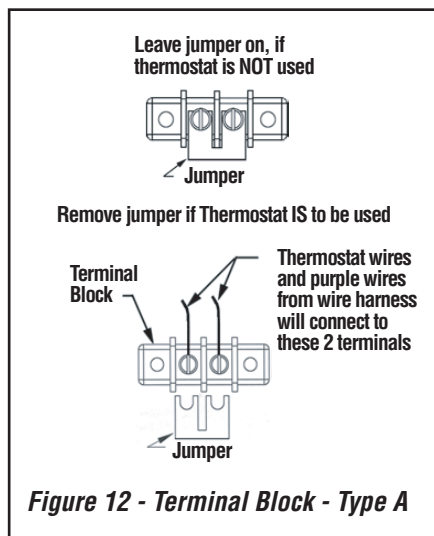 Leave jumper on, if
thermostat is NOT used
Jumper
Remove jumper if Thermostat IS to be used
Terminal
Block
Thermostat wires
and purple wires
from wire harness
will connect to
these 2 terminals
Jumper
Figure 12 - Terminal Block - Type A